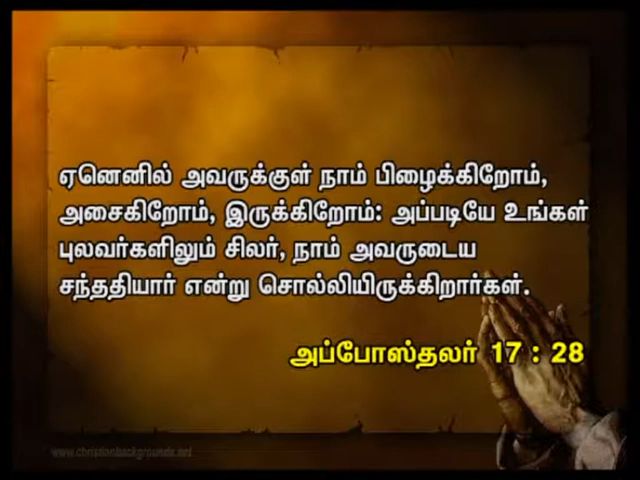 ஏனெனில் அவருக்குள் நாம் பிழைக்கிறோம்,
அசைகிறோம், இருக்கிறோம்: அப்படியே உங்கள்
புலவர்களிலும் சிலர், நாம் அவருடைய
சந்ததியார் என்று சொல்லியிருக்கிறார்கள்.
அப்போஸ்தலர் 17 : 28
www.christianbackgrounds.net